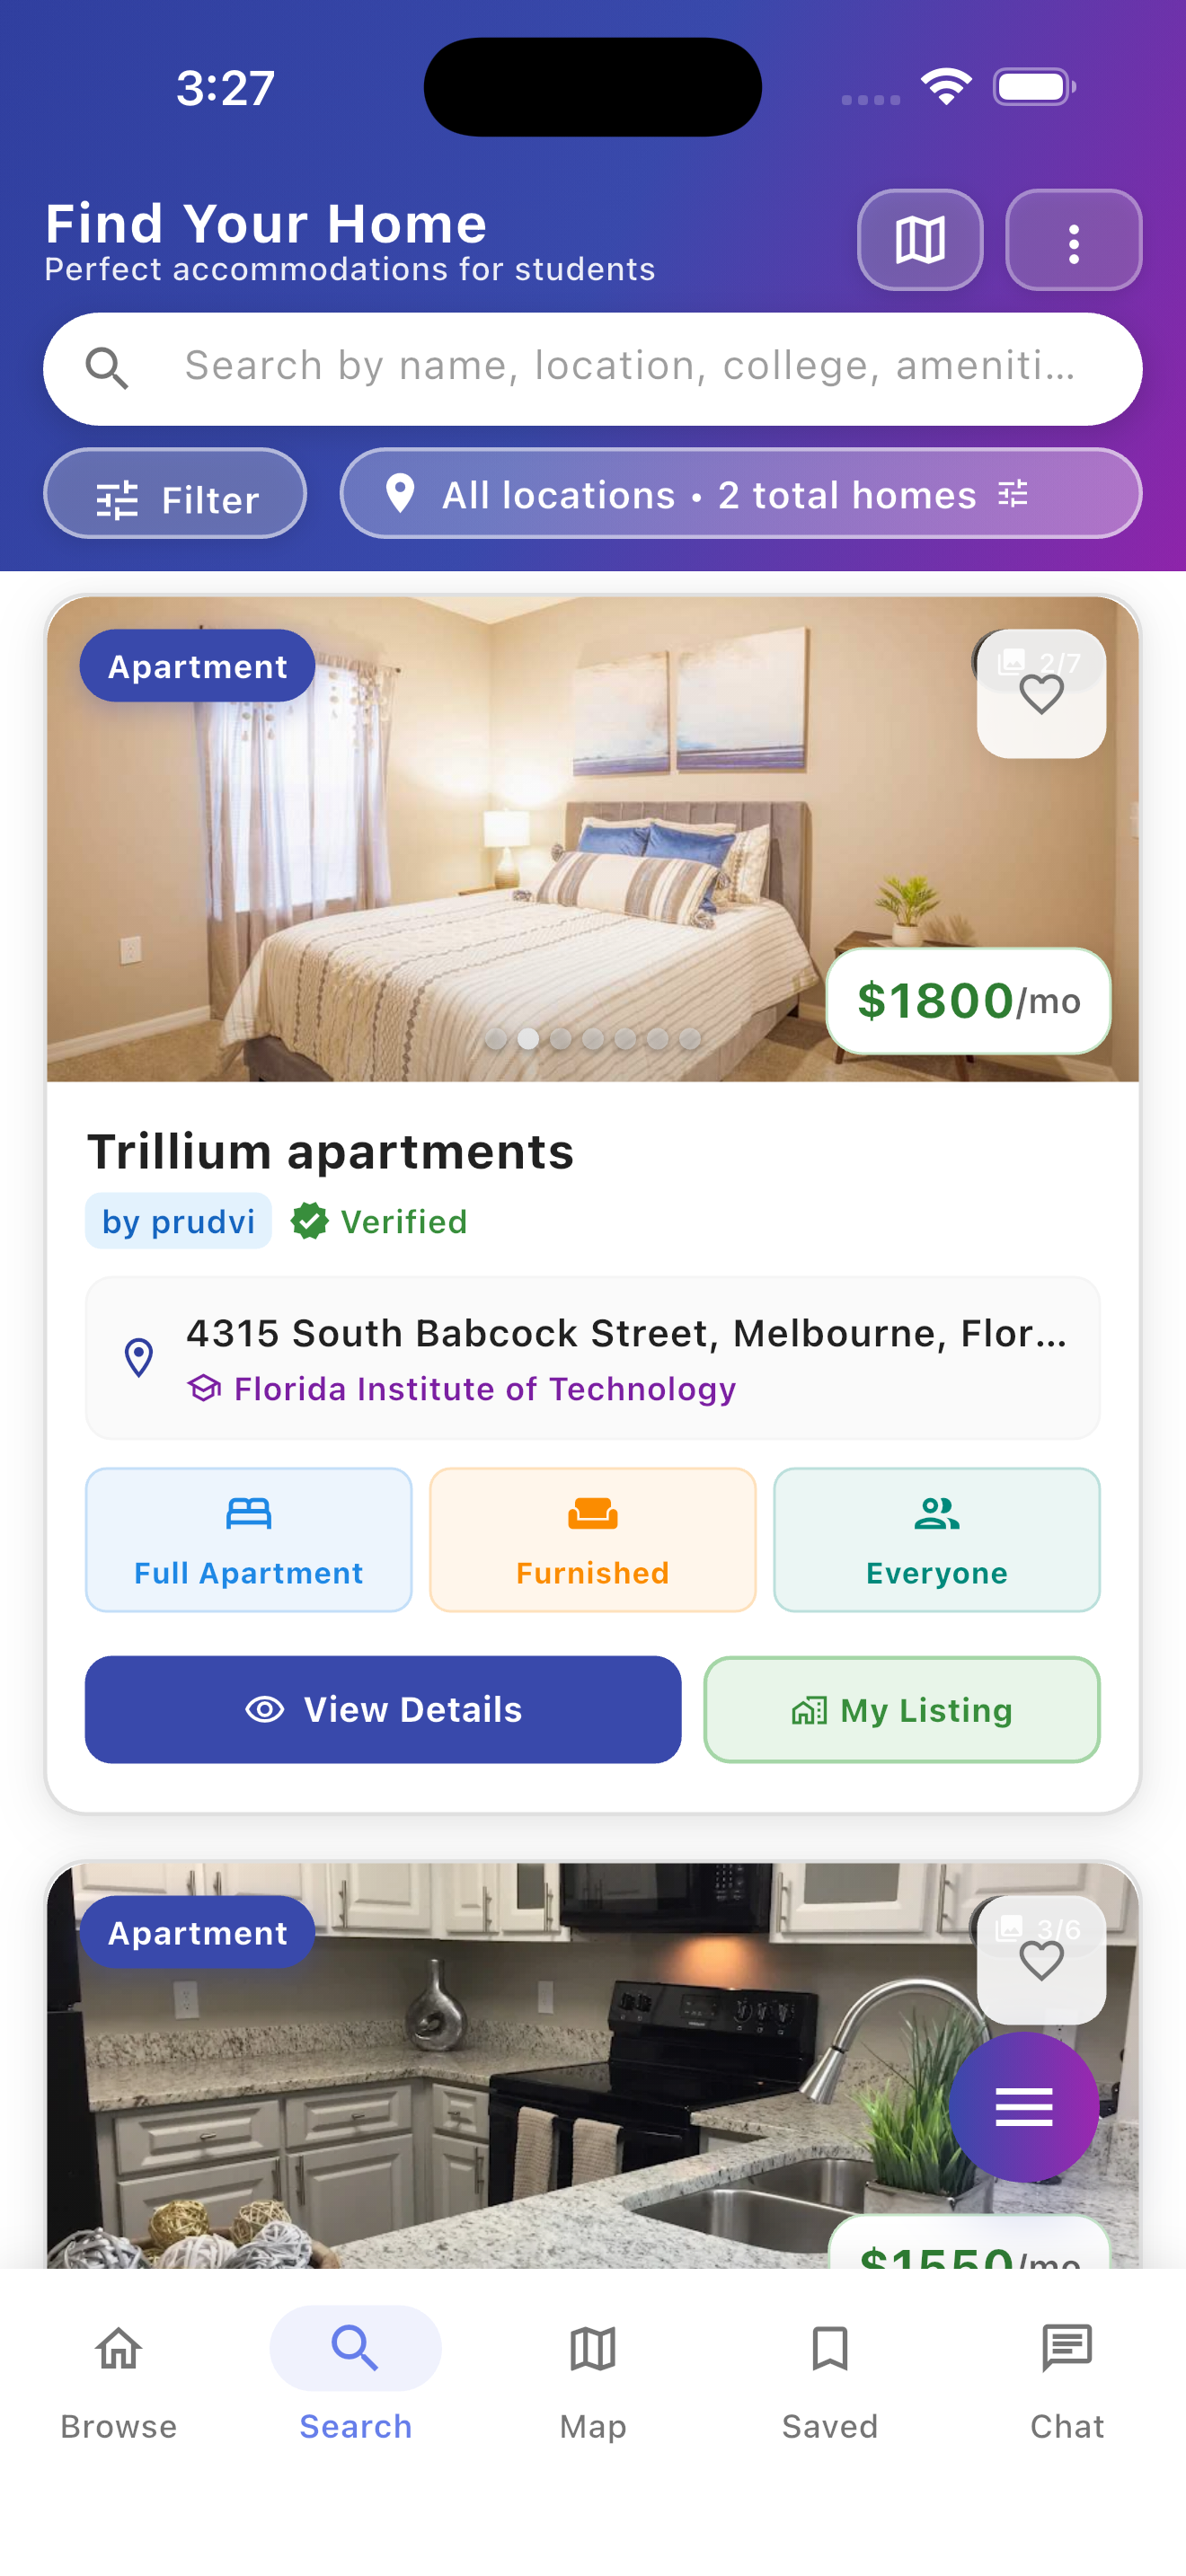 3:27
Find Your Home
Perfect accommodations for students
Search by name, location, college, ameniti...
Filter
All locations • 2 total homes
Apartment
2/7
$1800/mo
Trillium apartments
by prudvi
Verified
4315 South Babcock Street, Melbourne, Flor...
Florida Institute of Technology
Full Apartment
Furnished
Everyone
View Details
My Listing
Apartment
3/6
$1550/mo
Browse
Search
Map
Saved
Chat